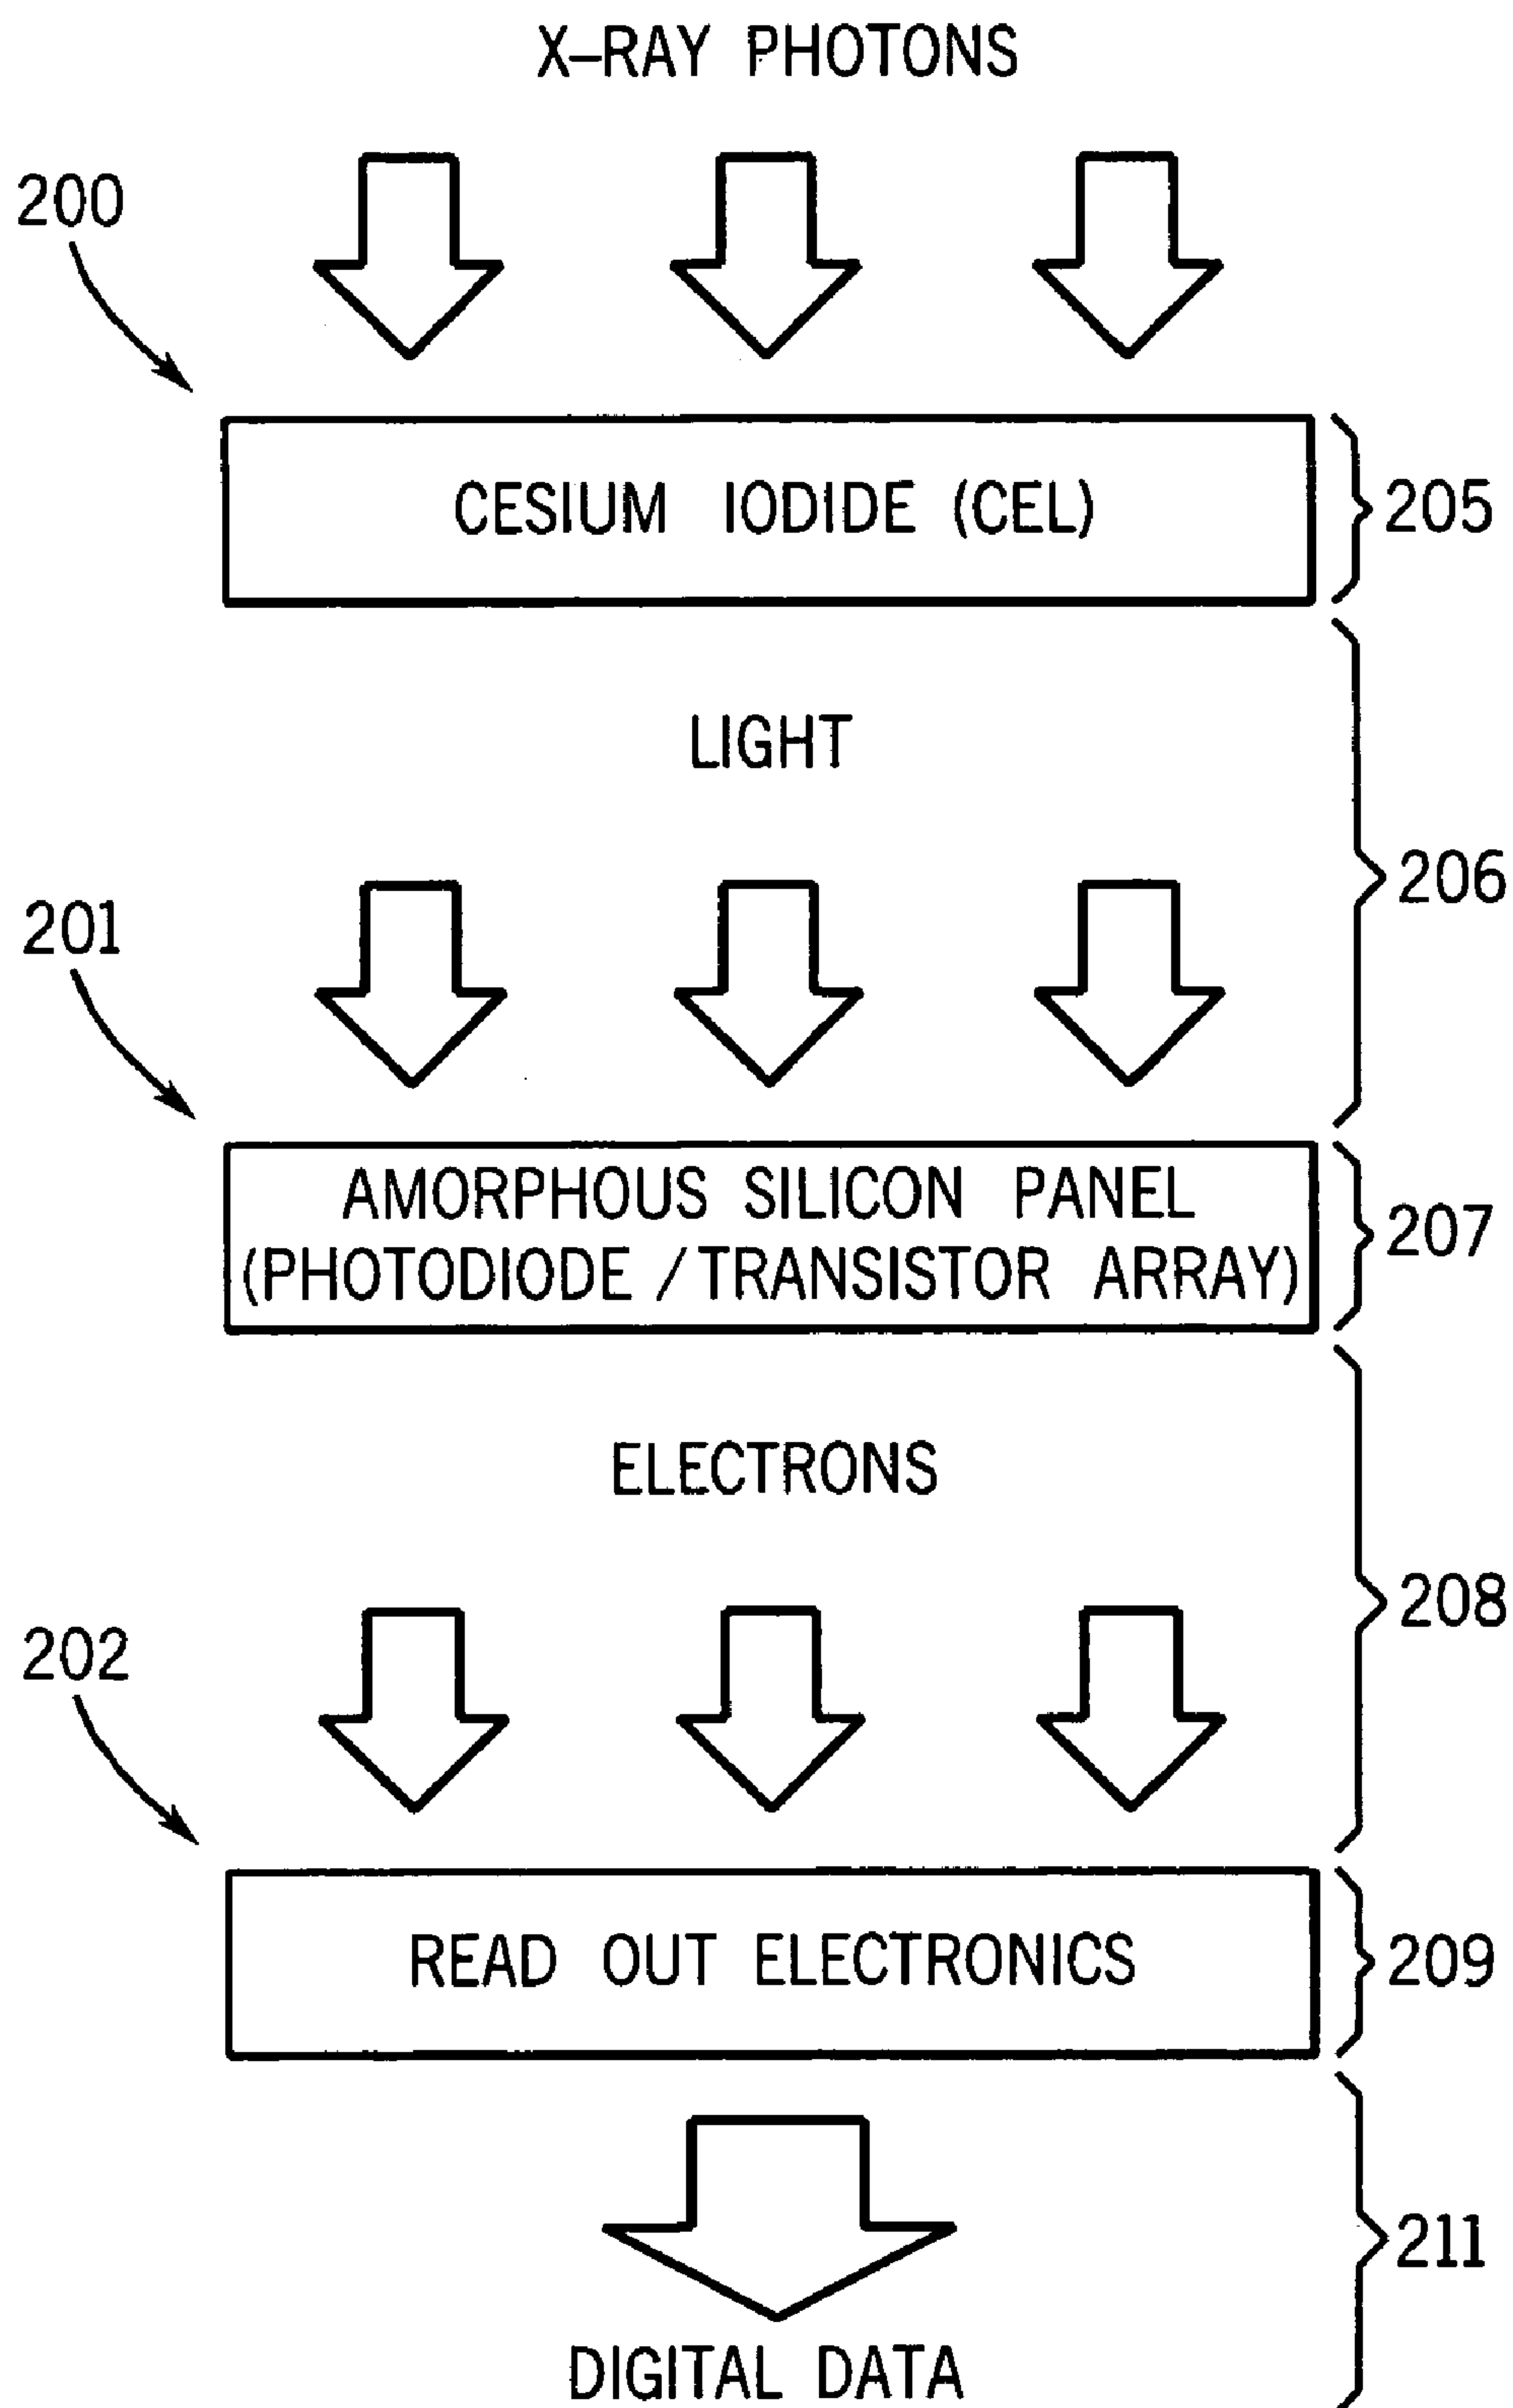 X-RAY PHOTONS
200
CESIUM IODIDE (CEL)
205
LIGHT
206
201
AMORPHOUS SILICON PANEL
(PHOTODIODE / TRANSISTOR ARRAY)
207
ELECTRONS
208
202
READ OUT ELECTRONICS
209
211
DIGITAL DATA